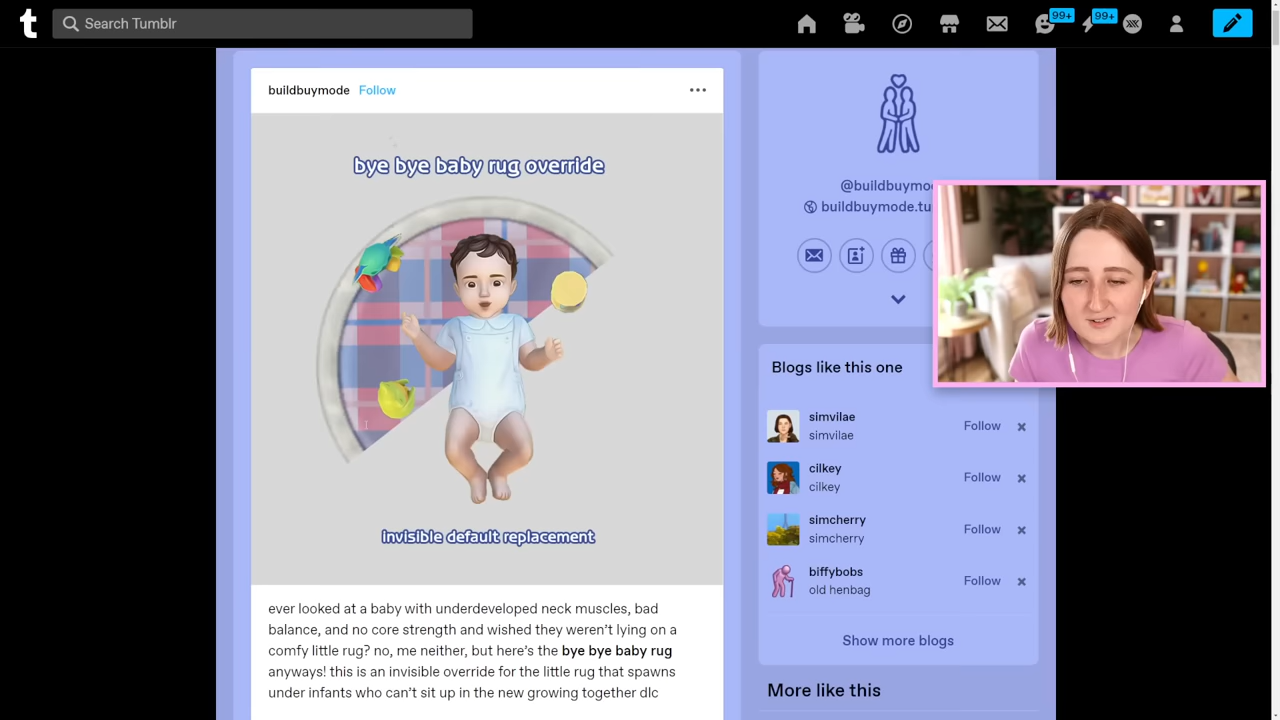 t
Search Tumblr
99+
99+
buildbuymode Follow
bye bye baby rug override
invisible default replacement
ever looked at a baby with underdeveloped neck muscles, bad
balance, and no core strength and wished they weren't lying on a
comfy little rug? no, me neither, but here's the bye bye baby rug
anyways! this is an invisible override for the little rug that spawns
under infants who can't sit up in the new growing together dlc
@buildbuymo
buildbuymode.tu
Blogs like this one
simvilae
simvilae
Follow
cilkey
cilkey
Follow
simcherry
simcherry
Follow
biffybobs
old henbag
Follow
Show more blogs
More like this